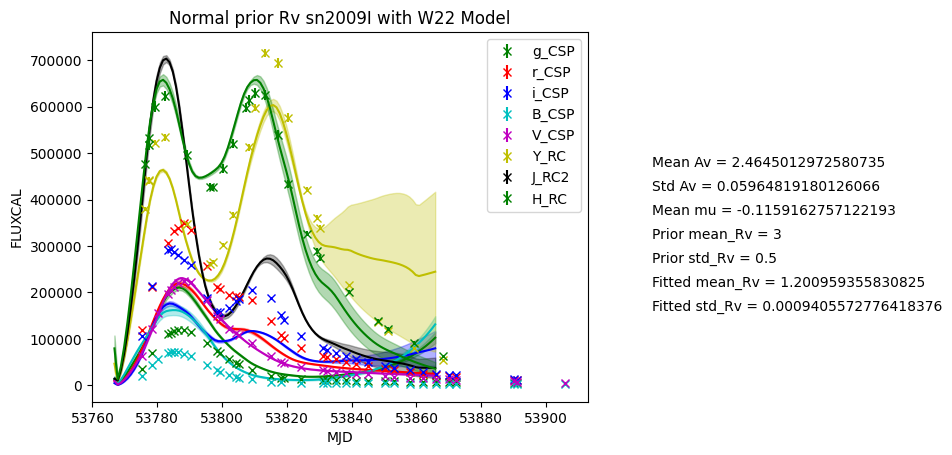 Normal prior Rv sn2009I with W22 Model
FLUXCAL
700000
600000
500000
400000
300000
200000
100000
0
53760 53780 53800 53820 53840 53860 53880 53900
MJD
g_CSP
r_CSP
i_CSP
B_CSP
V_CSP
Y_RC
J_RC2
H_RC
Mean Av = 2.4645012972580735
Std Av = 0.05964819180126066
Mean mu = -0.1159162757122193
Prior mean_Rv = 3
Prior std_Rv = 0.5
Fitted mean_Rv = 1.200959355830825
Fitted std_Rv = 0.0009405572776418376